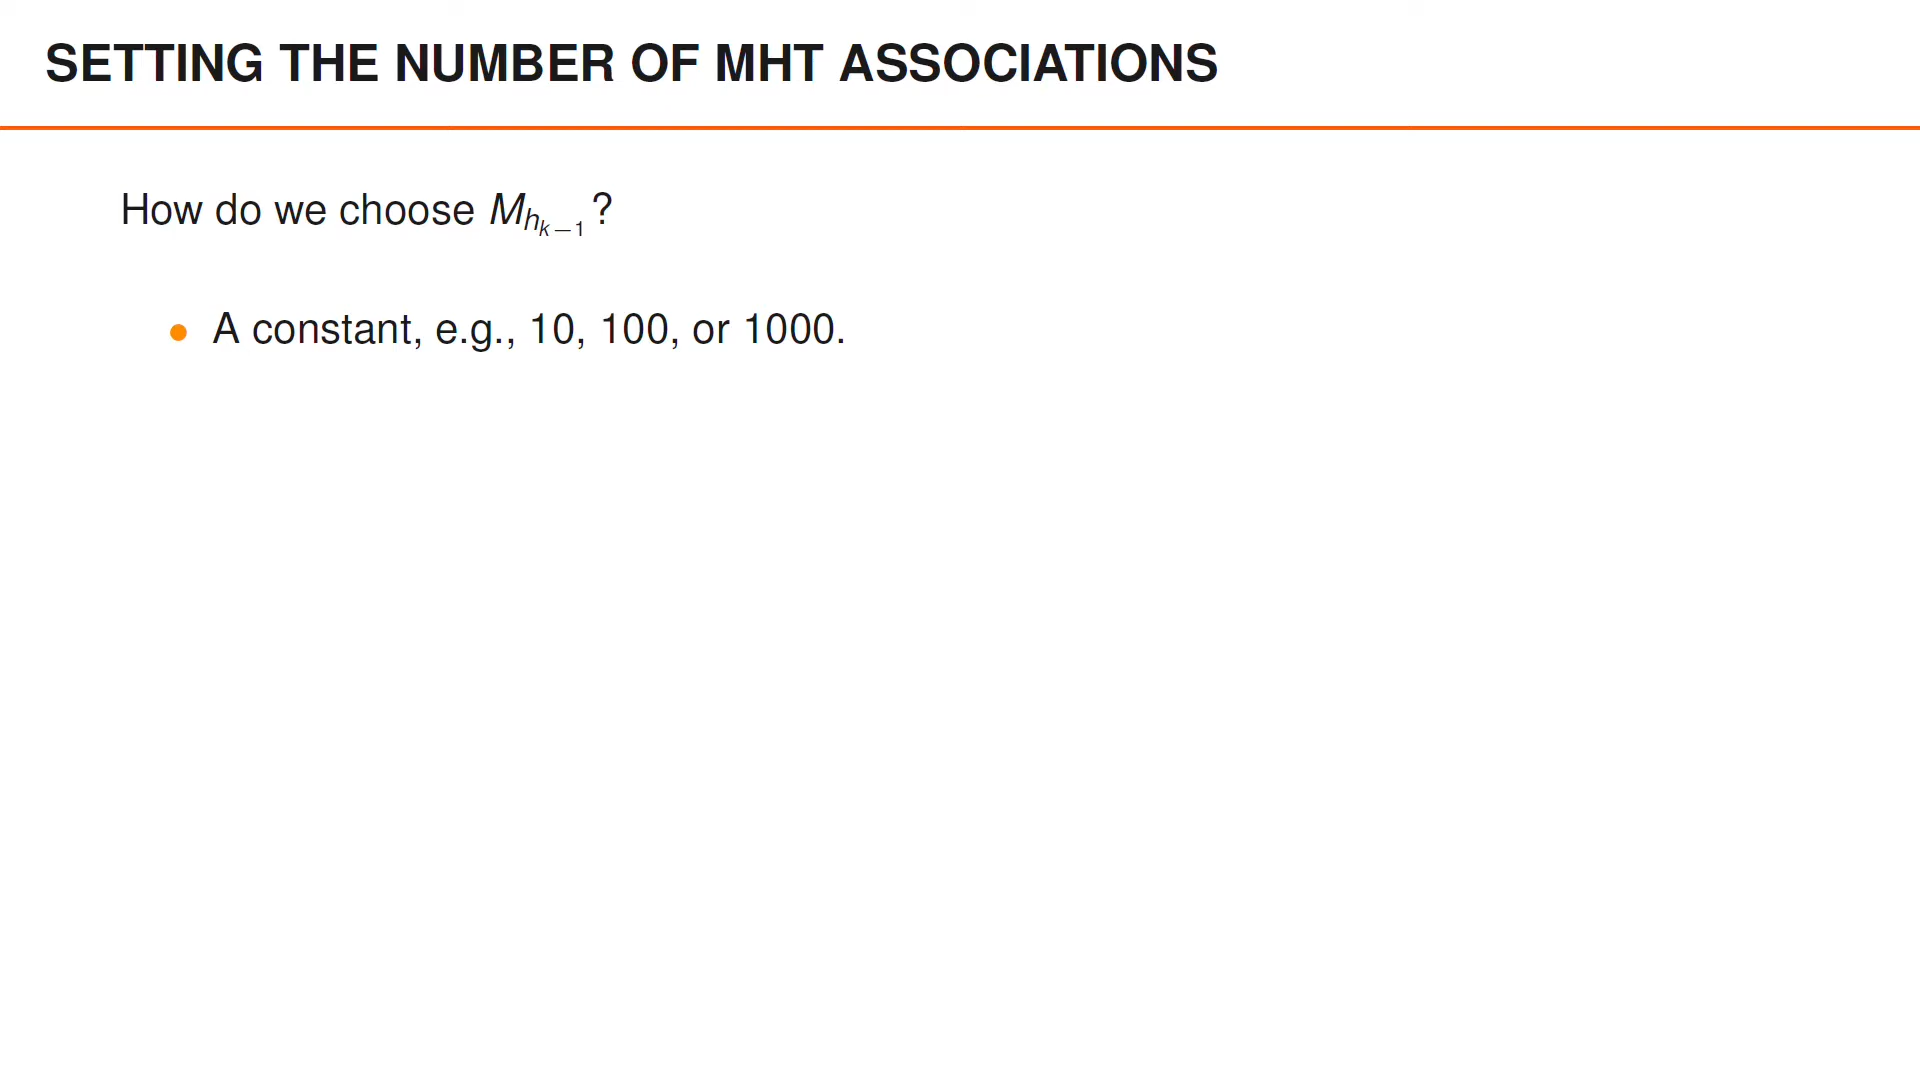 SETTING THE NUMBER OF MHT ASSOCIATIONS
How do we choose $M_{h_{k-1}}$?
• A constant, e.g., 10, 100, or 1000.